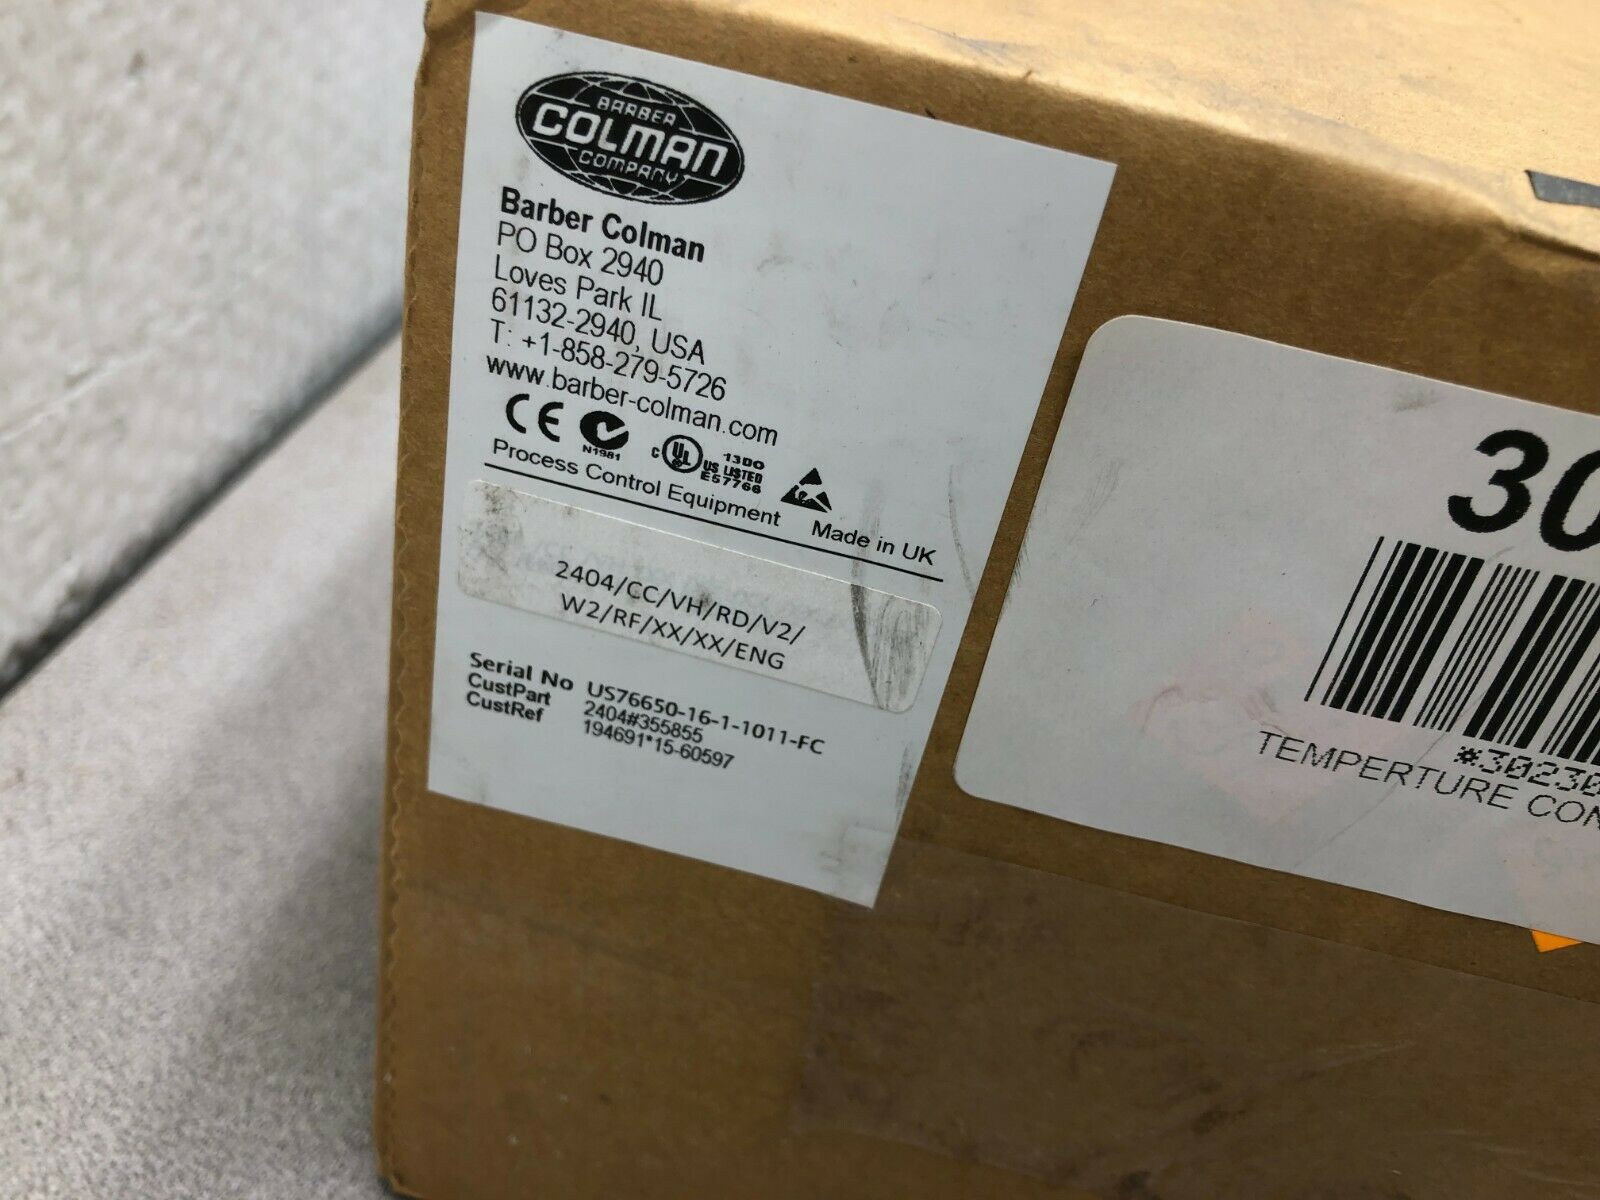 BARBER
COLMAN
COMPANY
Barber Colman
PO Box 2940
Loves Park IL
61132-2940, USA
T: +1-858-279-5726
www.barber-colman.com
CE N1981 C UL US LISTED 13DO E57766
Process Control Equipment Made in UK
2404/CC/VH/RD/V2/
W2/RF/XX/XX/ENG
Serial No US76650-16-1-1011-FC
CustPart 2404#355855
CustRef 194691*15-60597
30
#30230
TEMPERTURE CON